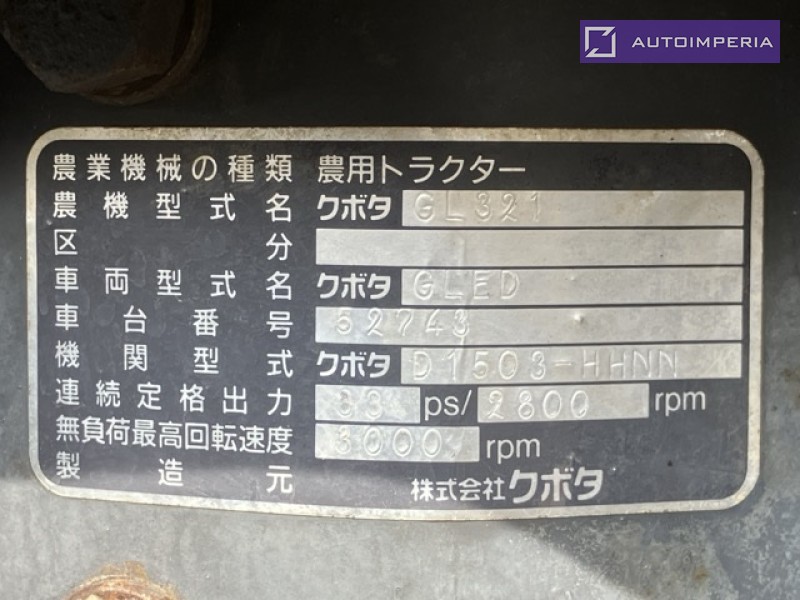 AUTOIMPERIA
農業機械の種類 農用トラクター
農機型式名 クボタ GL321
区分
車両型式名 クボタ GLED
車台番号 52743
機関型式 クボタ D1503-HHNN
連続定格出力 33 ps/2800 rpm
無負荷最高回転速度 3000 rpm
製造元 株式会社クボタ